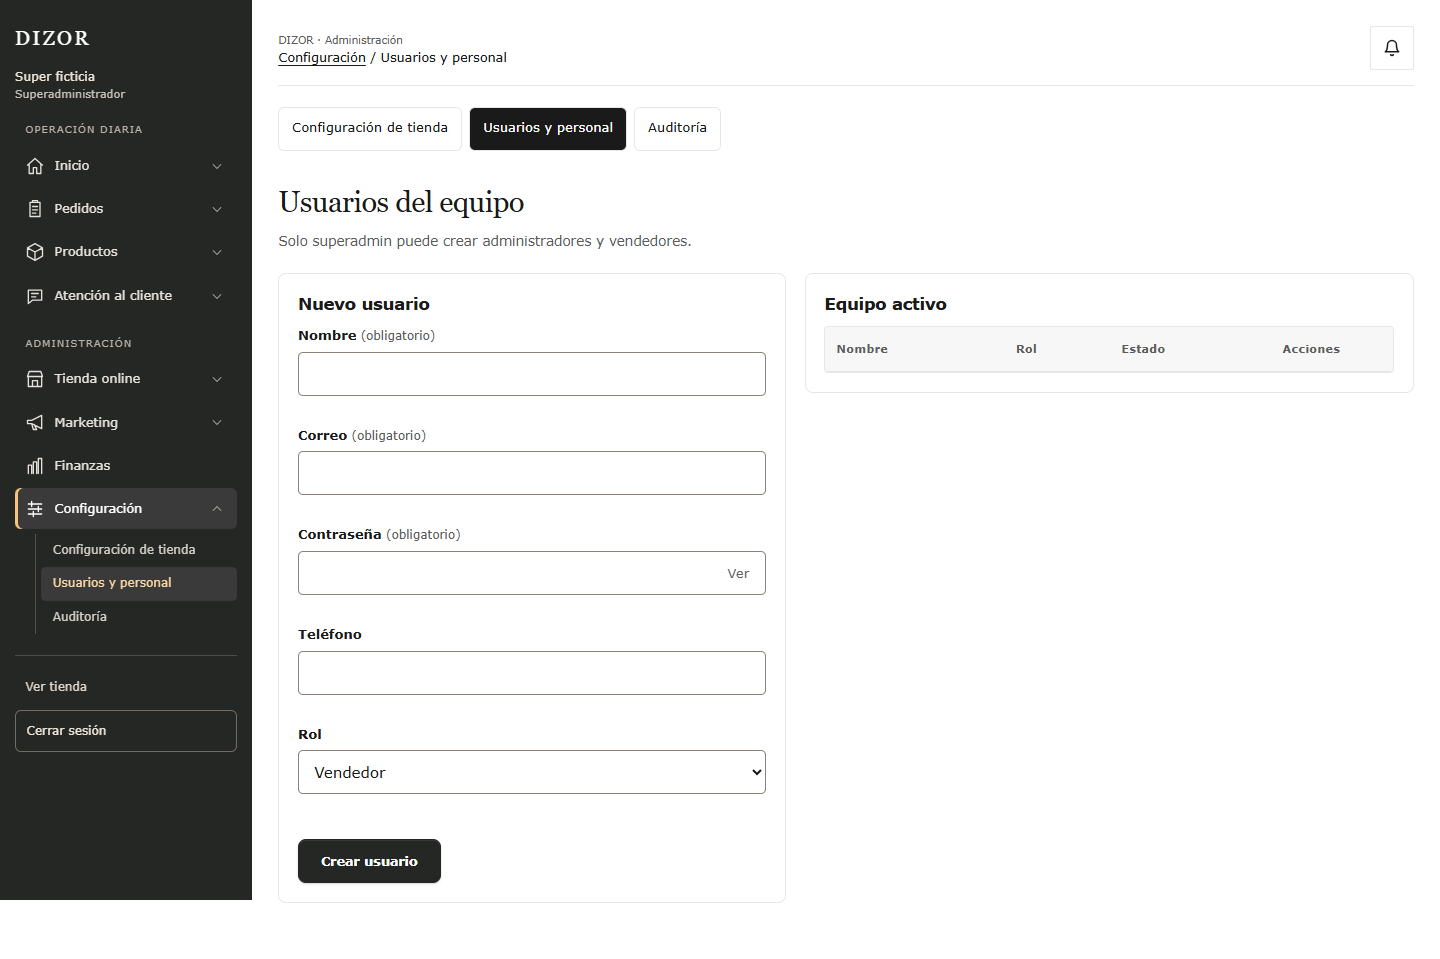 DIZOR
Super ficticia
Superadministrador
OPERACIÓN DIARIA
Inicio
Pedidos
Productos
Atención al cliente
ADMINISTRACIÓN
Tienda online
Marketing
Finanzas
Configuración
Configuración de tienda
Usuarios y personal
Auditoría
Ver tienda
Cerrar sesión
DIZOR · Administración
Configuración / Usuarios y personal
Configuración de tienda
Usuarios y personal
Auditoría
Usuarios del equipo
Solo superadmin puede crear administradores y vendedores.
Nuevo usuario
Nombre (obligatorio)
Correo (obligatorio)
Contraseña (obligatorio)
Ver
Teléfono
Rol
Vendedor
Crear usuario
Equipo activo
Nombre Rol Estado Acciones